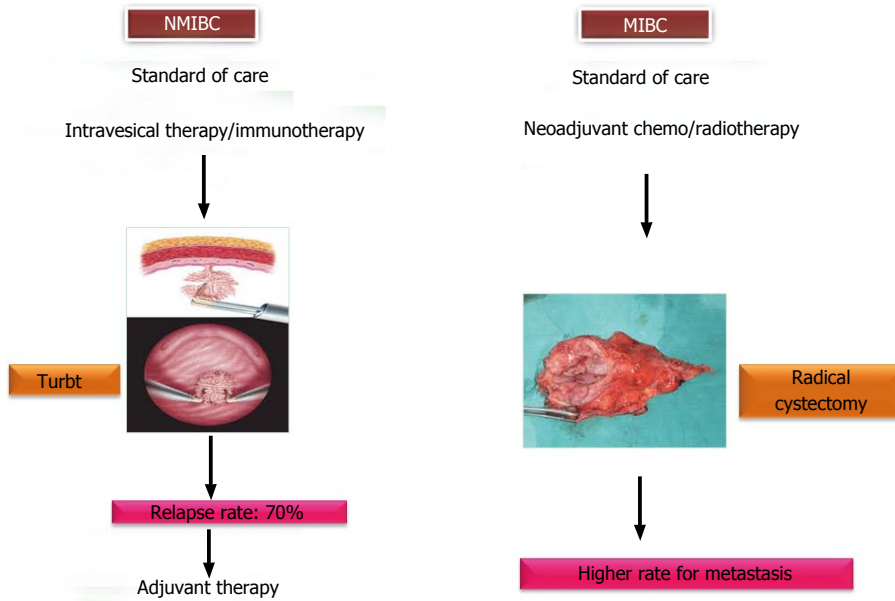 NMIBC
Standard of care
Intravesical therapy/immunotherapy
Turbt
Relapse rate: 70%
Adjuvant therapy
MIBC
Standard of care
Neoadjuvant chemo/radiotherapy
Radical
cystectomy
Higher rate for metastasis